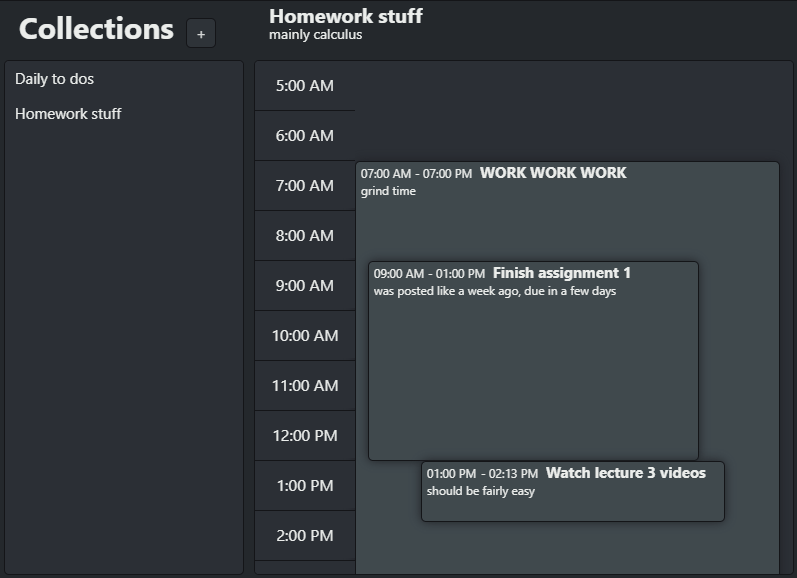 Collections
+
Daily to dos
Homework stuff
Homework stuff
mainly calculus
5:00 AM
6:00 AM
7:00 AM
8:00 AM
9:00 AM
10:00 AM
11:00 AM
12:00 PM
1:00 PM
2:00 PM
07:00 AM - 07:00 PM WORK WORK WORK
grind time
09:00 AM - 01:00 PM Finish assignment 1
was posted like a week ago, due in a few days
01:00 PM - 02:13 PM Watch lecture 3 videos
should be fairly easy